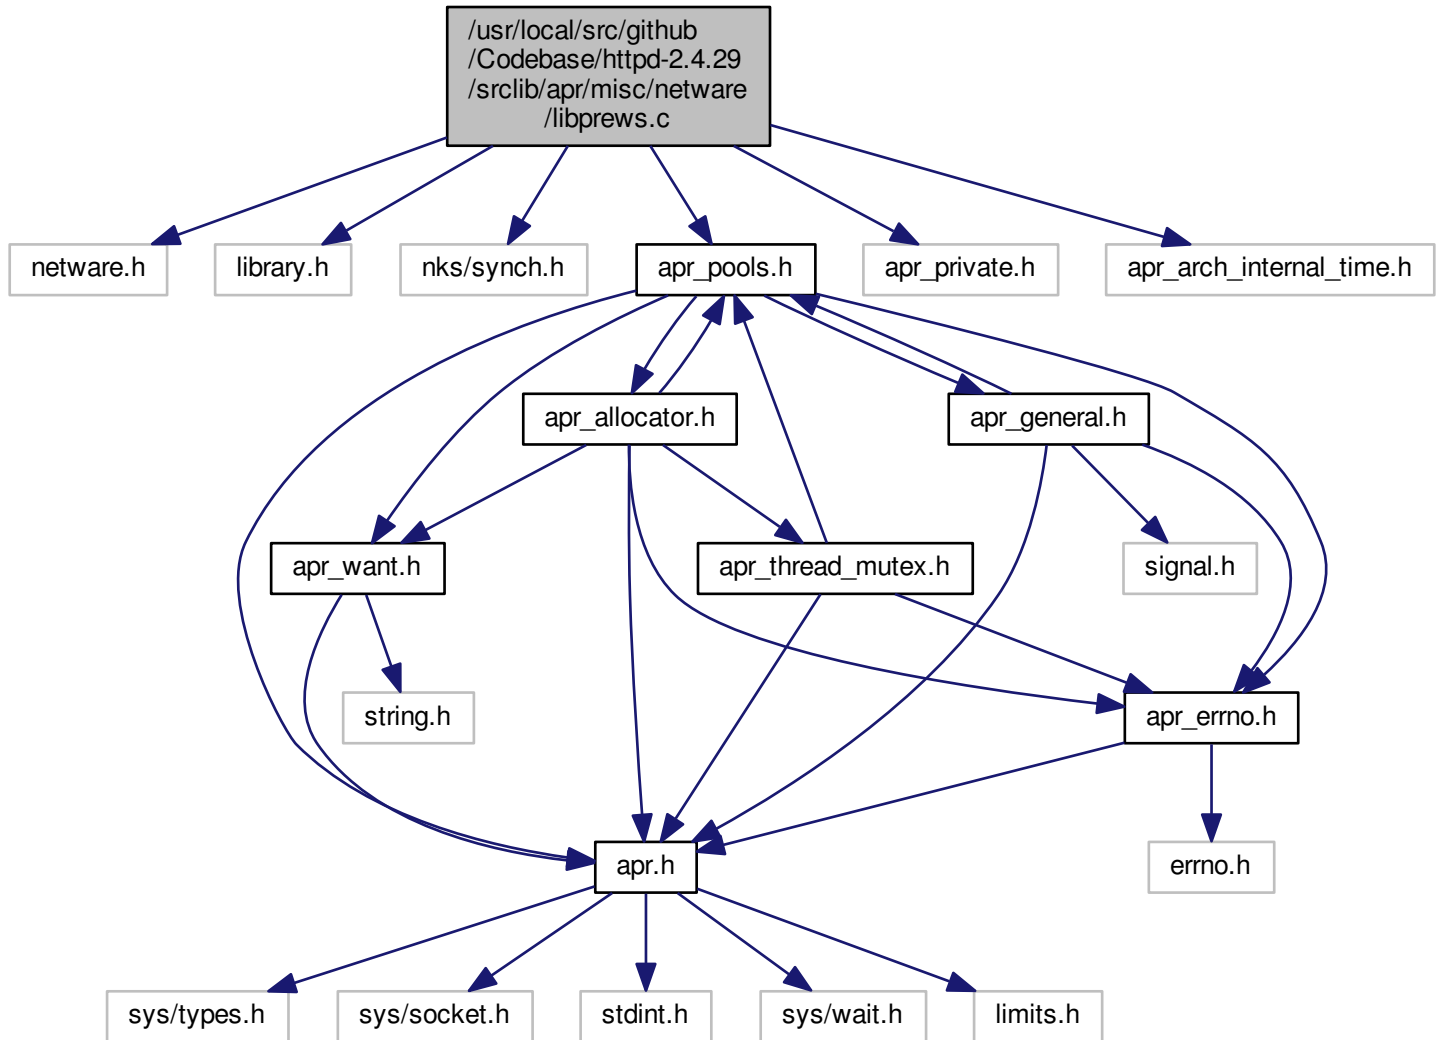 /usr/local/src/github
/Codebase/httpd-2.4.29
/srclib/apr/misc/netware
/libprews.c
netware.h
library.h
nks/synch.h
apr_pools.h
apr_private.h
apr_arch_internal_time.h
apr_allocator.h
apr_general.h
apr_want.h
apr_thread_mutex.h
signal.h
string.h
apr_errno.h
apr.h
errno.h
sys/types.h
sys/socket.h
stdint.h
sys/wait.h
limits.h